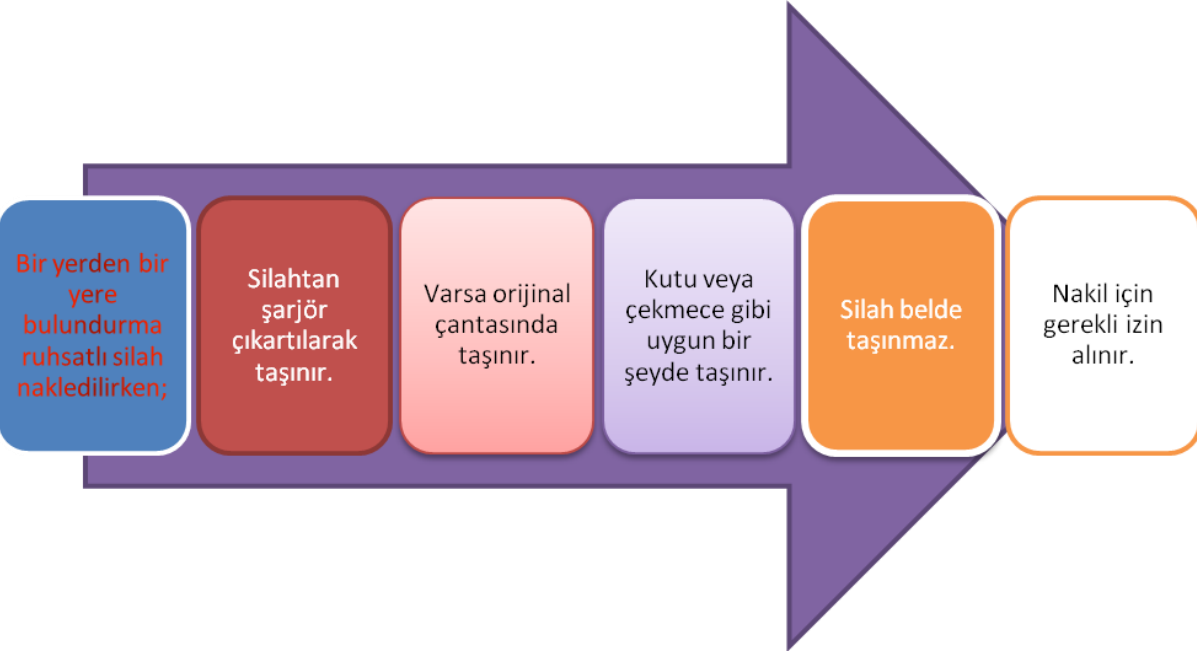 Bir yerden bir
yere
bulundurma
ruhsatlı silah
nakledilirken;
Silahtan
şarjör
çıkartılarak
taşınır.
Varsa orijinal
çantasında
taşınır.
Kutu veya
çekmece gibi
uygun bir
şeyde taşınır.
Silah belde
taşınmaz.
Nakil için
gerekli izin
alınır.